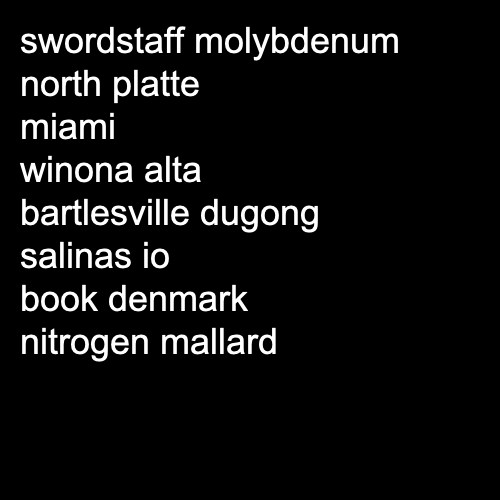 swordstaff molybdenum
north platte
miami
winona alta
bartlesville dugong
salinas io
book denmark
nitrogen mallard